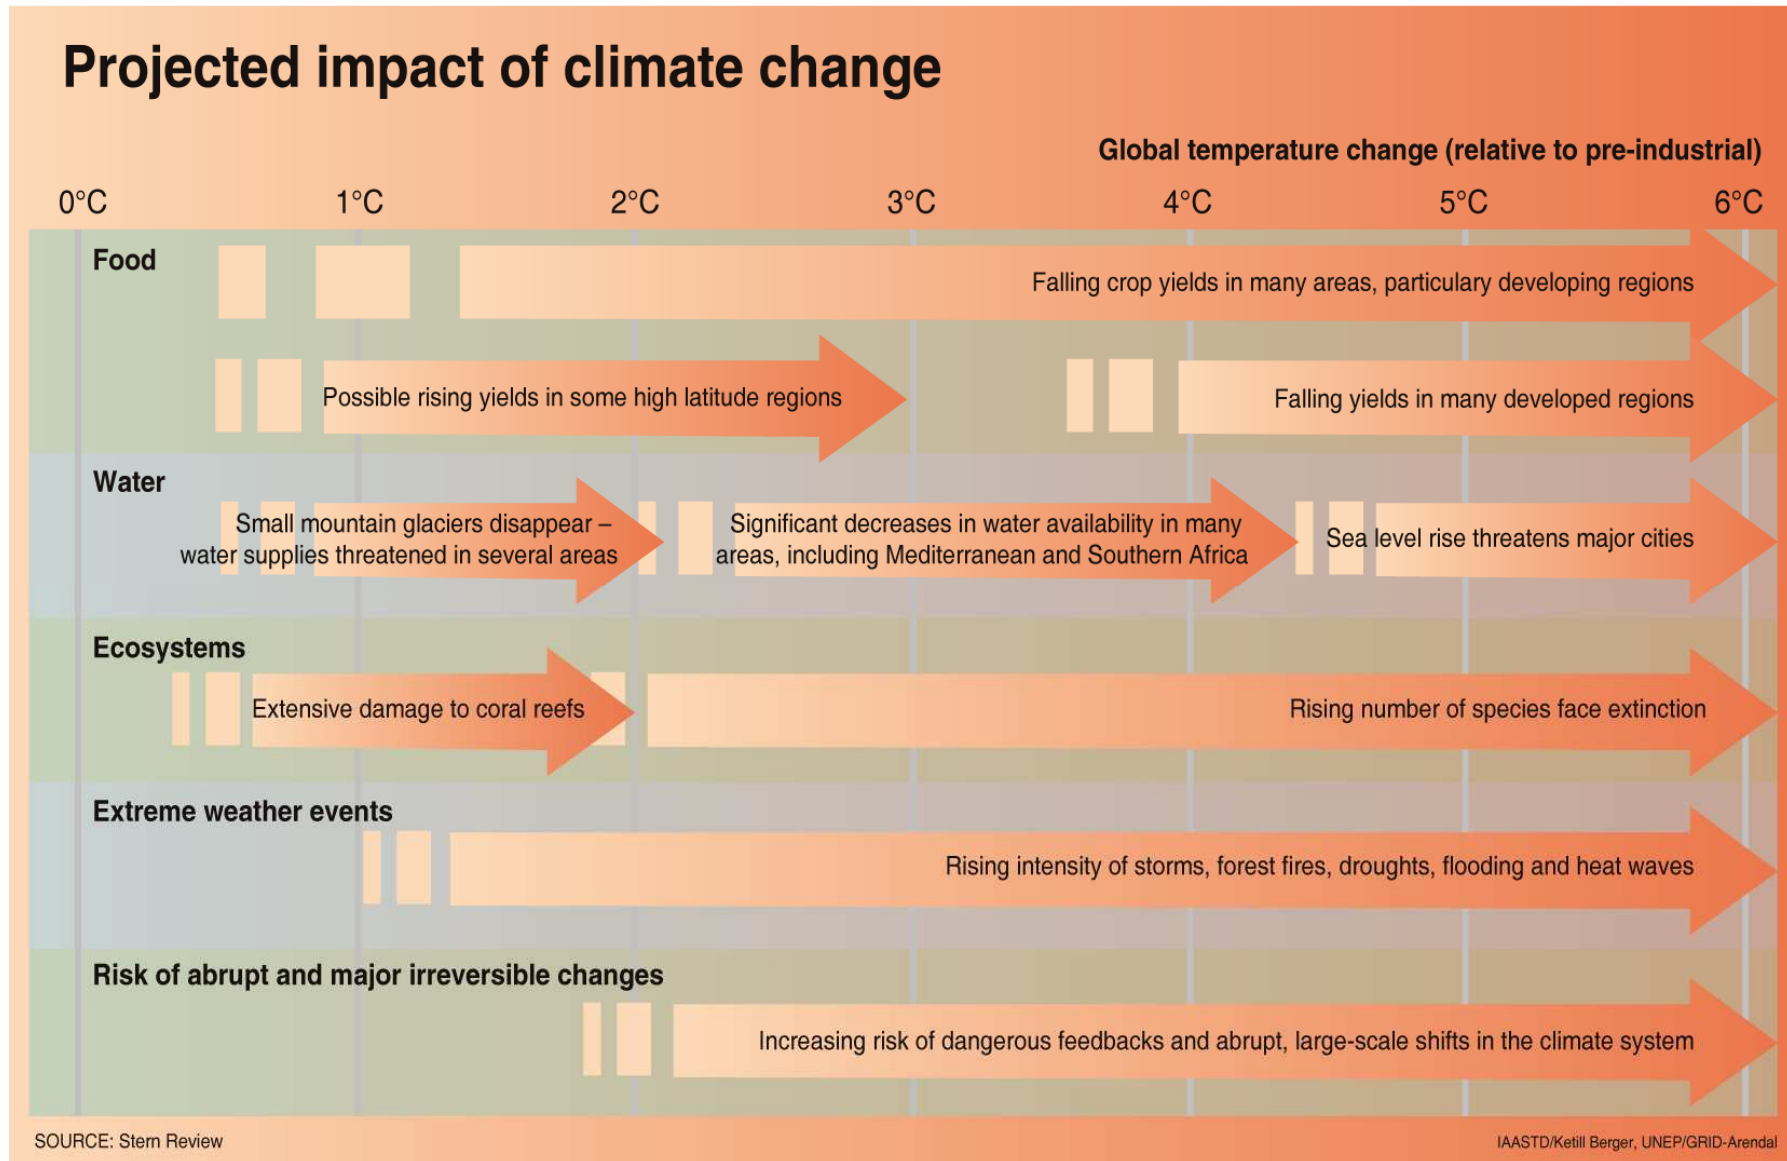 Projected impact of climate change
Global temperature change (relative to pre-industrial)
0°C 1°C 2°C 3°C 4°C 5°C 6°C
Food
Falling crop yields in many areas, particulary developing regions
Possible rising yields in some high latitude regions
Falling yields in many developed regions
Water
Small mountain glaciers disappear –
water supplies threatened in several areas
Significant decreases in water availability in many
areas, including Mediterranean and Southern Africa
Sea level rise threatens major cities
Ecosystems
Extensive damage to coral reefs
Rising number of species face extinction
Extreme weather events
Rising intensity of storms, forest fires, droughts, flooding and heat waves
Risk of abrupt and major irreversible changes
Increasing risk of dangerous feedbacks and abrupt, large-scale shifts in the climate system
SOURCE: Stern Review
IAASTD/Ketill Berger, UNEP/GRID-Arendal